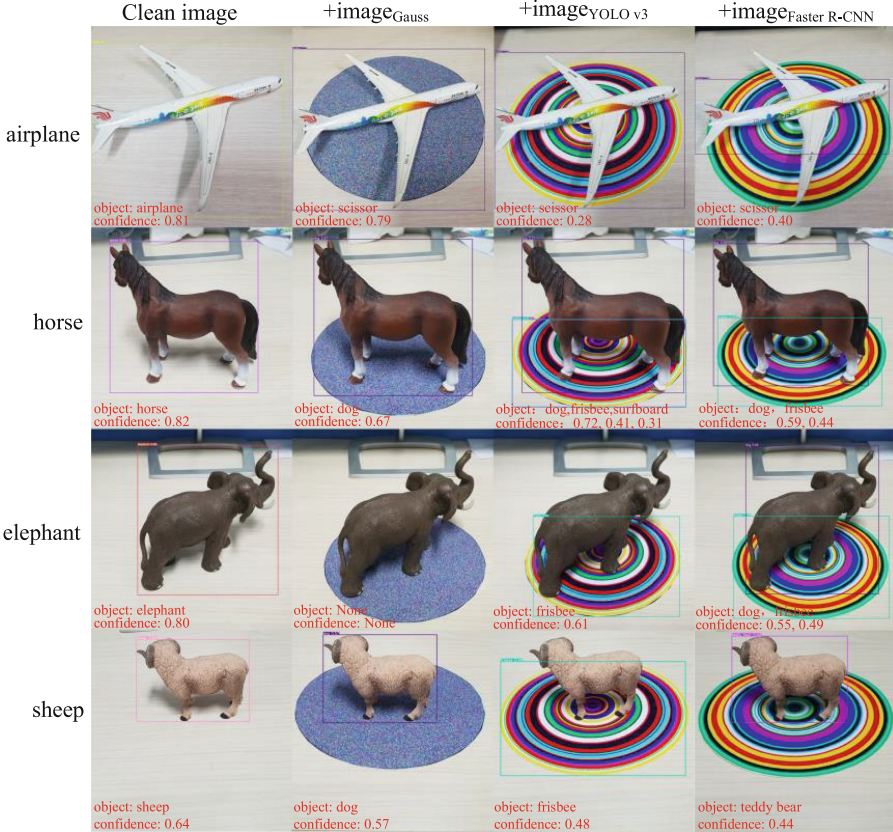 Clean image
+imageGauss
+imageYOLO v3
+imageFaster R-CNN
airplane
object: airplane
confidence: 0.81
object: scissor
confidence: 0.79
object: scissor
confidence: 0.28
object: scissor
confidence: 0.40
horse
object: horse
confidence: 0.82
object: dog
confidence: 0.67
object: dog,frisbee,surfboard
confidence: 0.72, 0.41, 0.31
object: dog, frisbee
confidence: 0.59, 0.44
elephant
object: elephant
confidence: 0.80
object: None
confidence: None
object: frisbee
confidence: 0.61
object: dog, frisbee
confidence: 0.55, 0.49
sheep
object: sheep
confidence: 0.64
object: dog
confidence: 0.57
object: frisbee
confidence: 0.48
object: teddy bear
confidence: 0.44